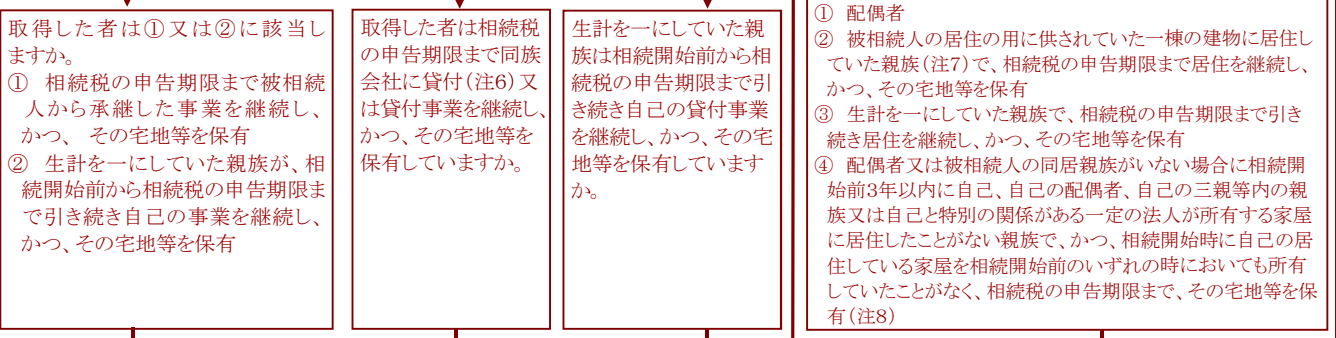 取得した者は①又は②に該当し
ますか。
① 相続税の申告期限まで被相続
人から承継した事業を継続し、
かつ、 その宅地等を保有
② 生計を一にしていた親族が、相
続開始前から相続税の申告期限ま
で引き続き自己の事業を継続し、
かつ、その宅地等を保有
取得した者は相続税
の申告期限まで同族
会社に貸付(注6)又
は貸付事業を継続し、
かつ、その宅地等を
保有していますか。
生計を一にしていた親
族は相続開始前から相
続税の申告期限まで引
き続き自己の貸付事業
を継続し、かつ、その宅
地等を保有しています
か。
① 配偶者
② 被相続人の居住の用に供されていた一棟の建物に居住し
ていた親族(注7)で、相続税の申告期限まで居住を継続し、
かつ、その宅地等を保有
③ 生計を一にしていた親族で、相続税の申告期限まで引き
続き居住を継続し、かつ、その宅地等を保有
④ 配偶者又は被相続人の同居親族がいない場合に相続開
始前3年以内に自己、自己の配偶者、自己の三親等内の親
族又は自己と特別の関係がある一定の法人が所有する家屋
に居住したことがない親族で、かつ、相続開始時に自己の居
住している家屋を相続開始前のいずれの時においても所有
していたことがなく、相続税の申告期限まで、その宅地等を保
有(注8)